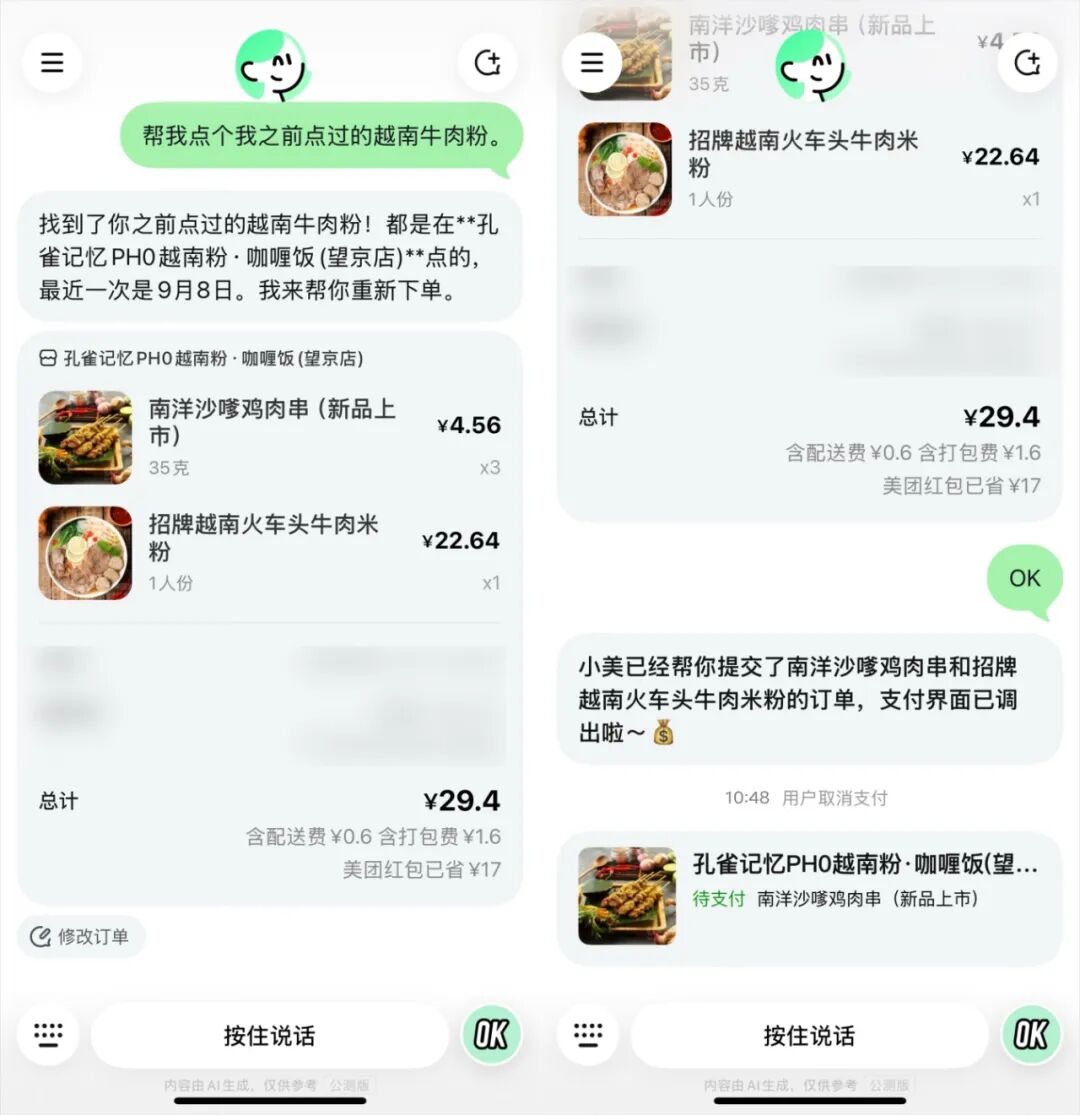 帮我点个我之前点过的越南牛肉粉。
找到了你之前点过的越南牛肉粉！都是在**孔
雀记忆PHO越南粉·咖喱饭(望京店)**点的，
最近一次是9月8日。我来帮你重新下单。
孔雀记忆PHO越南粉·咖喱饭(望京店)
南洋沙嗲鸡肉串（新品上
市）
¥4.56
35克
x3
招牌越南火车头牛肉米
粉
¥22.64
1人份
x1
总计
¥29.4
含配送费¥0.6 含打包费¥1.6
美团红包已省¥17
修改订单
按住说话
OK
内容由AI生成，仅供参考 公测版
南洋沙嗲鸡肉串（新品上
市）
35克
招牌越南火车头牛肉米
粉
¥22.64
1人份
x1
总计
¥29.4
含配送费¥0.6 含打包费¥1.6
美团红包已省¥17
OK
小美已经帮你提交了南洋沙嗲鸡肉串和招牌
越南火车头牛肉米粉的订单，支付界面已调
出啦～
10:48 用户取消支付
孔雀记忆PHO越南粉·咖喱饭(望...
待支付 南洋沙嗲鸡肉串（新品上市）
按住说话
OK
内容由AI生成，仅供参考 公测版